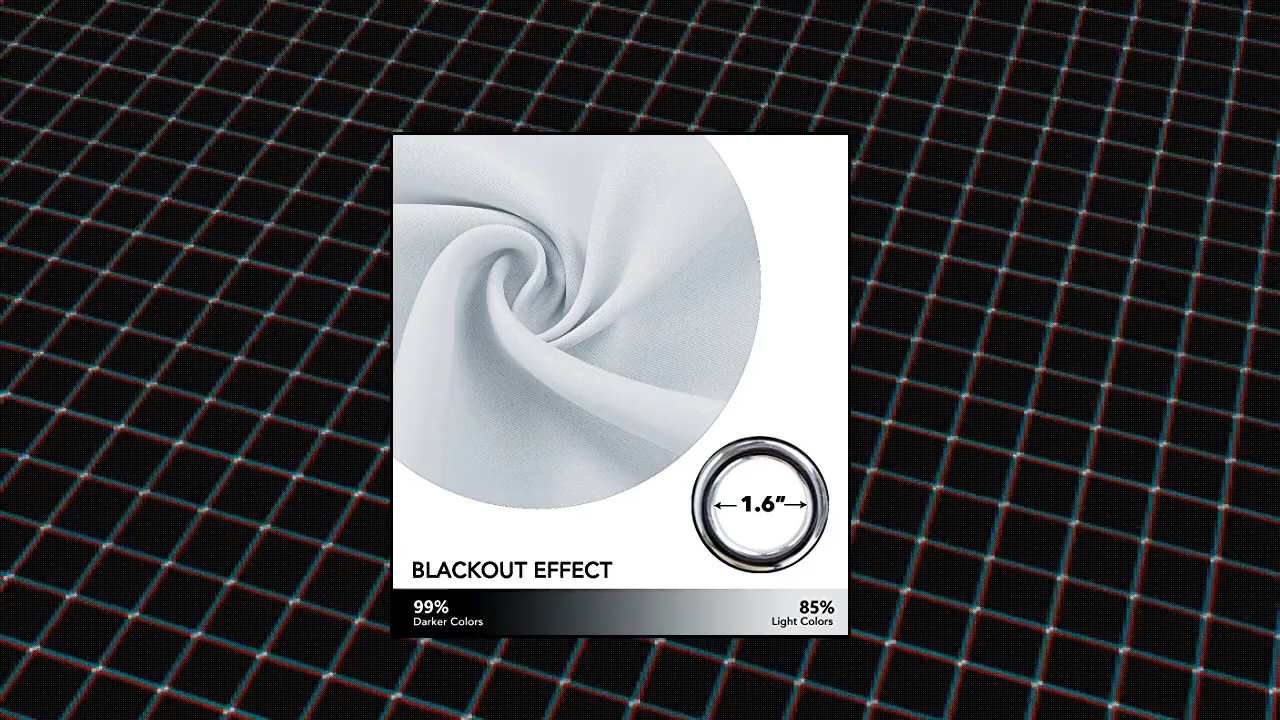 1.6″
BLACKOUT EFFECT
99%
Darker Colors
85%
Light Colors